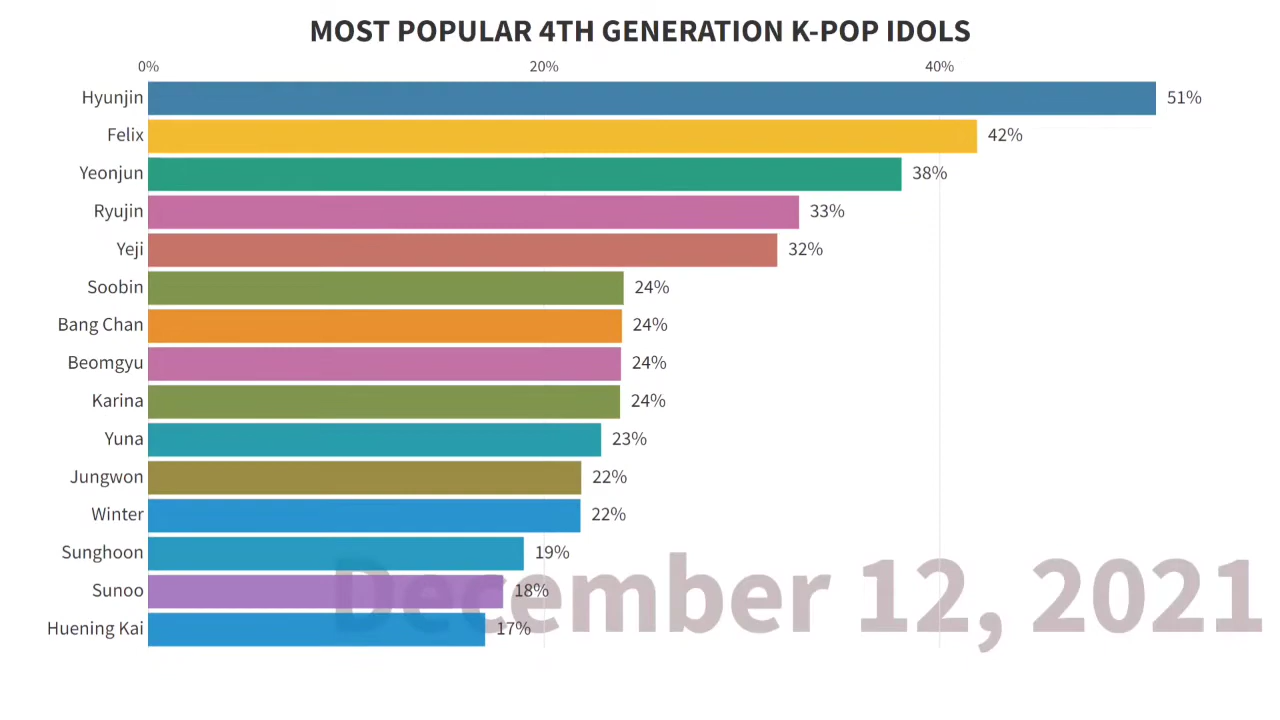 MOST POPULAR 4TH GENERATION K-POP IDOLS
0% 20% 40%
Hyunjin 51%
Felix 42%
Yeonjun 38%
Ryujin 33%
Yeji 32%
Soobin 24%
Bang Chan 24%
Beomgyu 24%
Karina 24%
Yuna 23%
Jungwon 22%
Winter 22%
Sunghoon 19%
Sunoo 18%
Huening Kai 17%
December 12, 2021